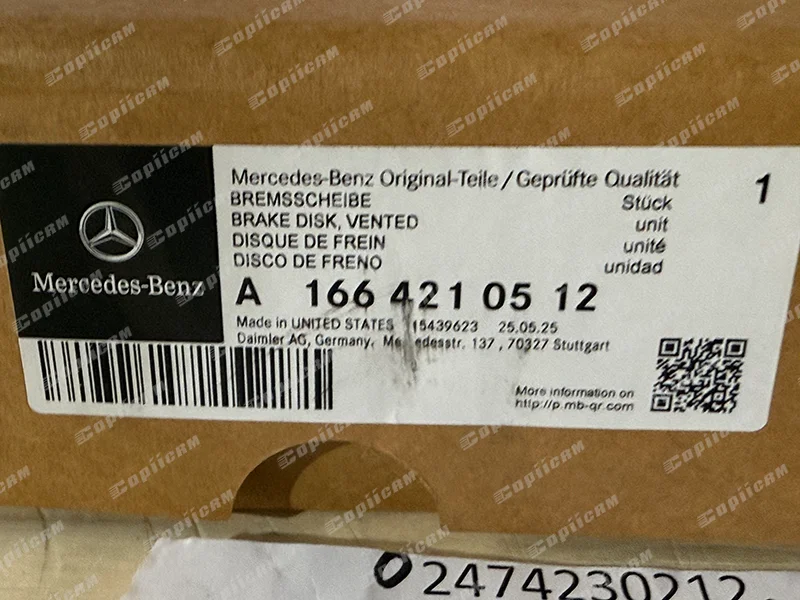 Mercedes-Benz
Mercedes-Benz Original-Teile/Geprüfte Qualität
1
BREMSSCHEIBE
Stück
BRAKE DISK, VENTED
unit
DISQUE DE FREIN
unité
DISCO DE FRENO
unidad
A 166 421 05 12
Made in UNITED STATES 15439623 25.05.25
Daimler AG, Germany, , 70327 Stuttgart
137
More information on
http://p.mb-qr.com
02474230212
CopiicAM